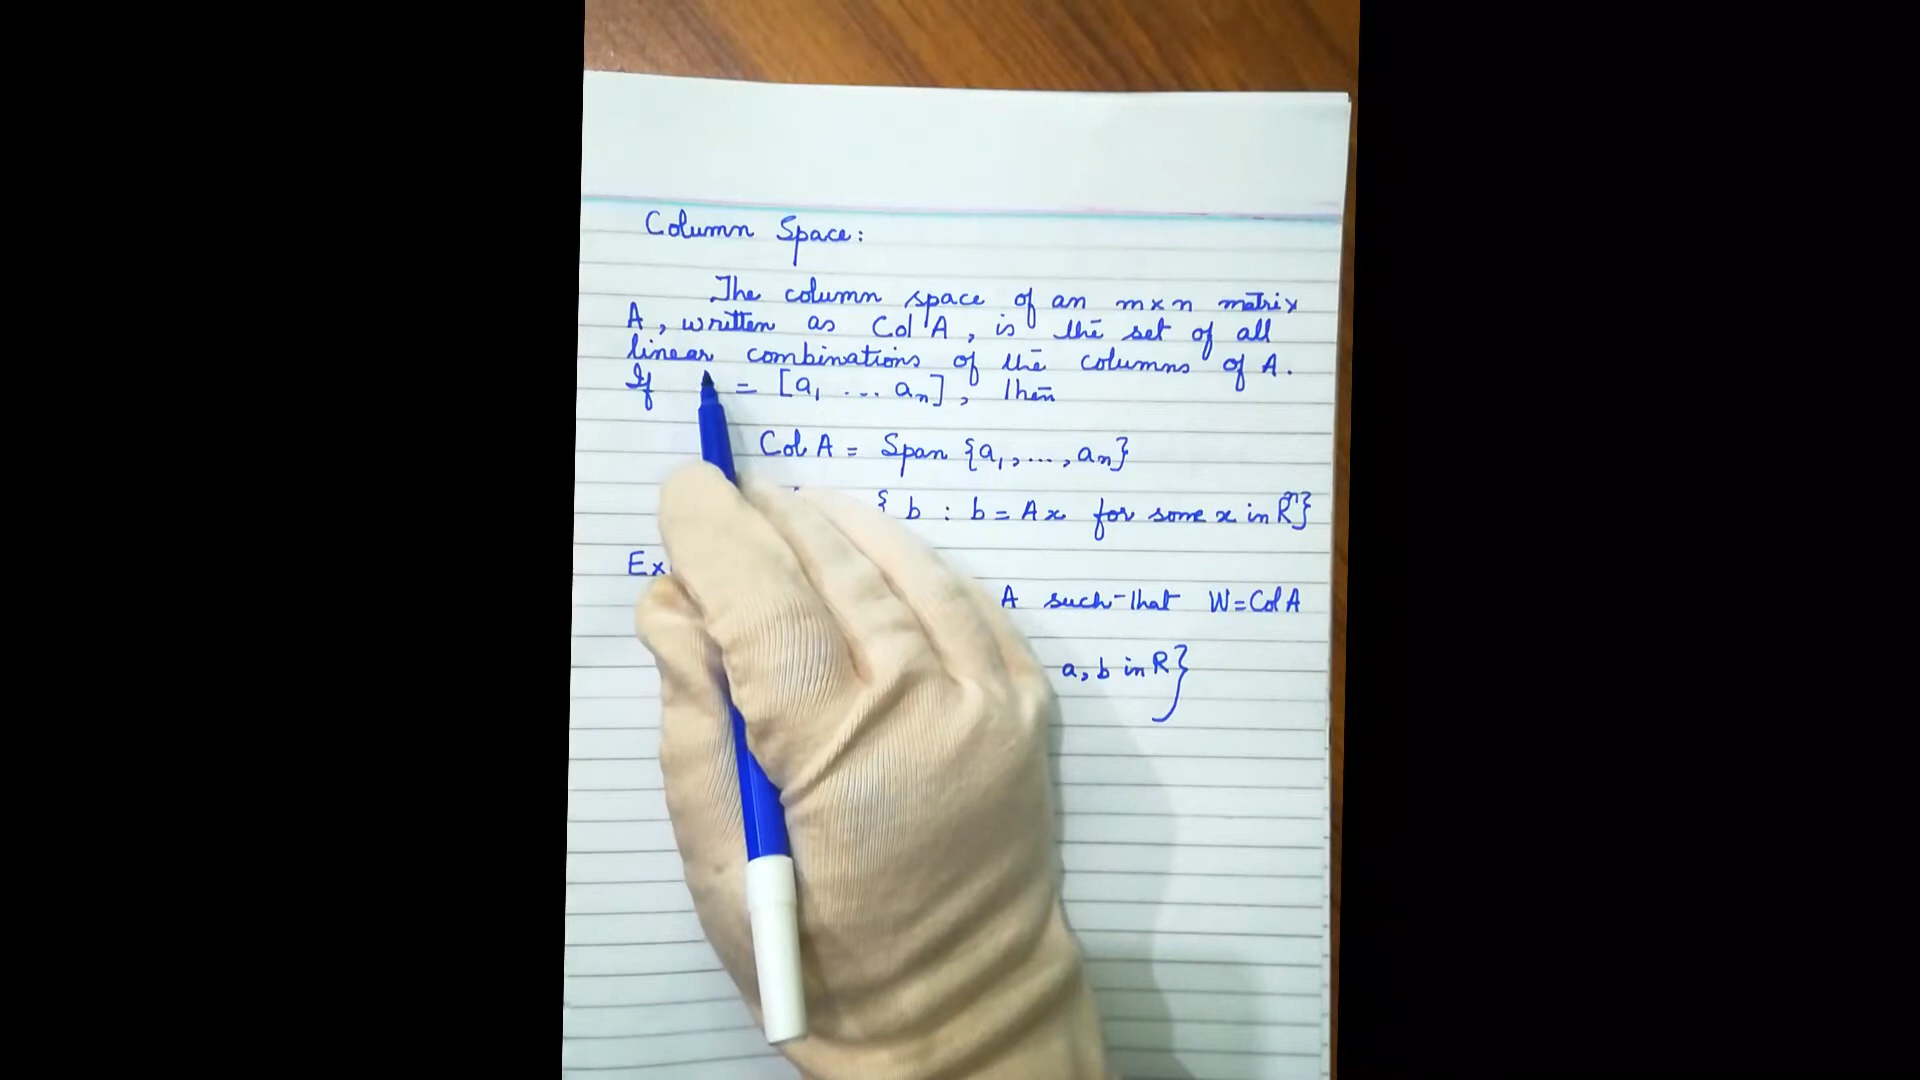 Column Space:
The column space of an m×n matrix
A, written as Col A, is the set of all
linear combinations of the columns of A.
If = [a₁ ... aₙ], then
Col A = Span {a₁, ..., aₙ}
{ b : b = Ax for some x in Rⁿ}
Ex
A such that W = Col A
a, b in R}